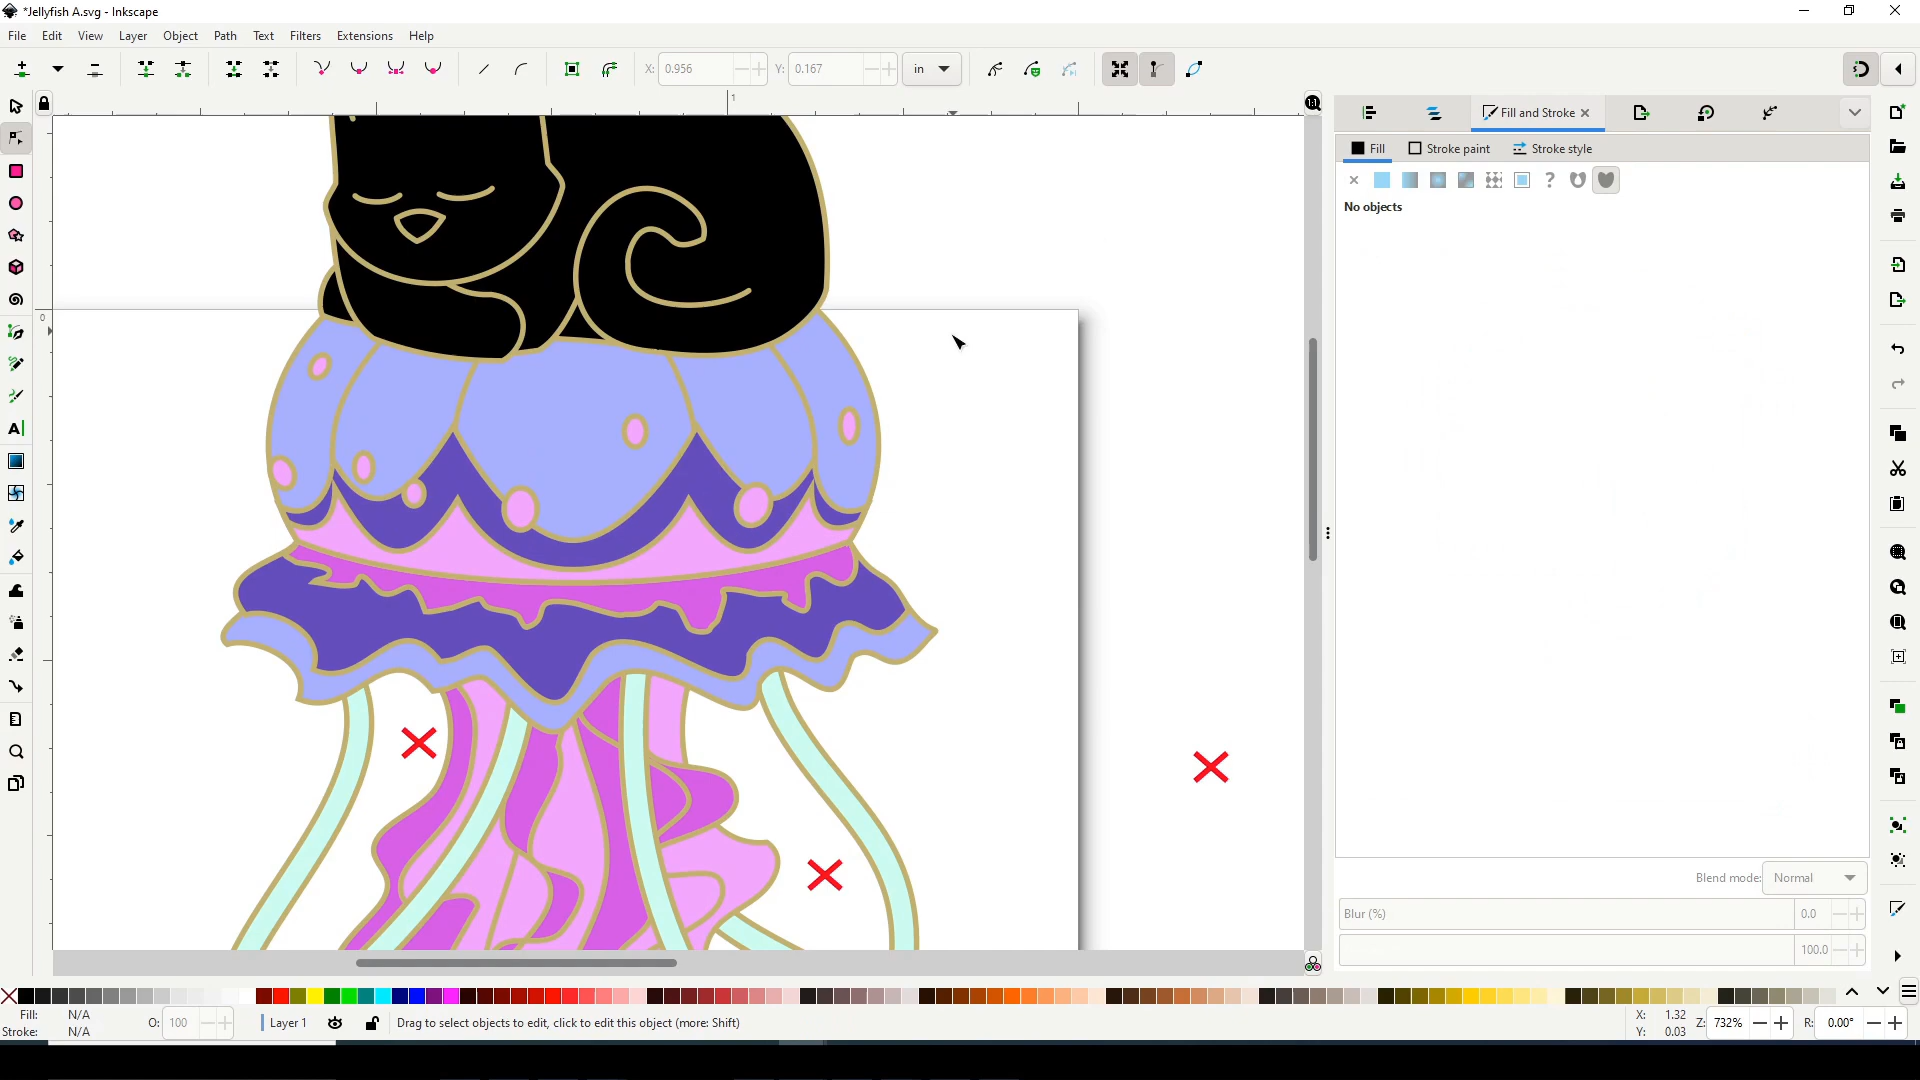 *Jellyfish A.svg - Inkscape
File Edit View Layer Object Path Text Filters Extensions Help
X: 0.956 Y: 0.167 in
1
1:1
Fill and Stroke
Fill Stroke paint Stroke style
No objects
0
Blend mode: Normal
Blur (%) 0.0
100.0
Fill: N/A
Stroke: N/A
O: 100
Layer 1
Drag to select objects to edit, click to edit this object (more: Shift)
X: 1.32
Y: 0.03
Z: 732%
R: 0.00°